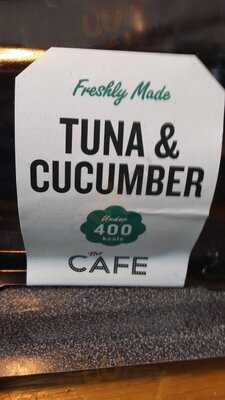 Freshly Made
TUNA &
CUCUMBER
Under
400
kcals
The
CAFE